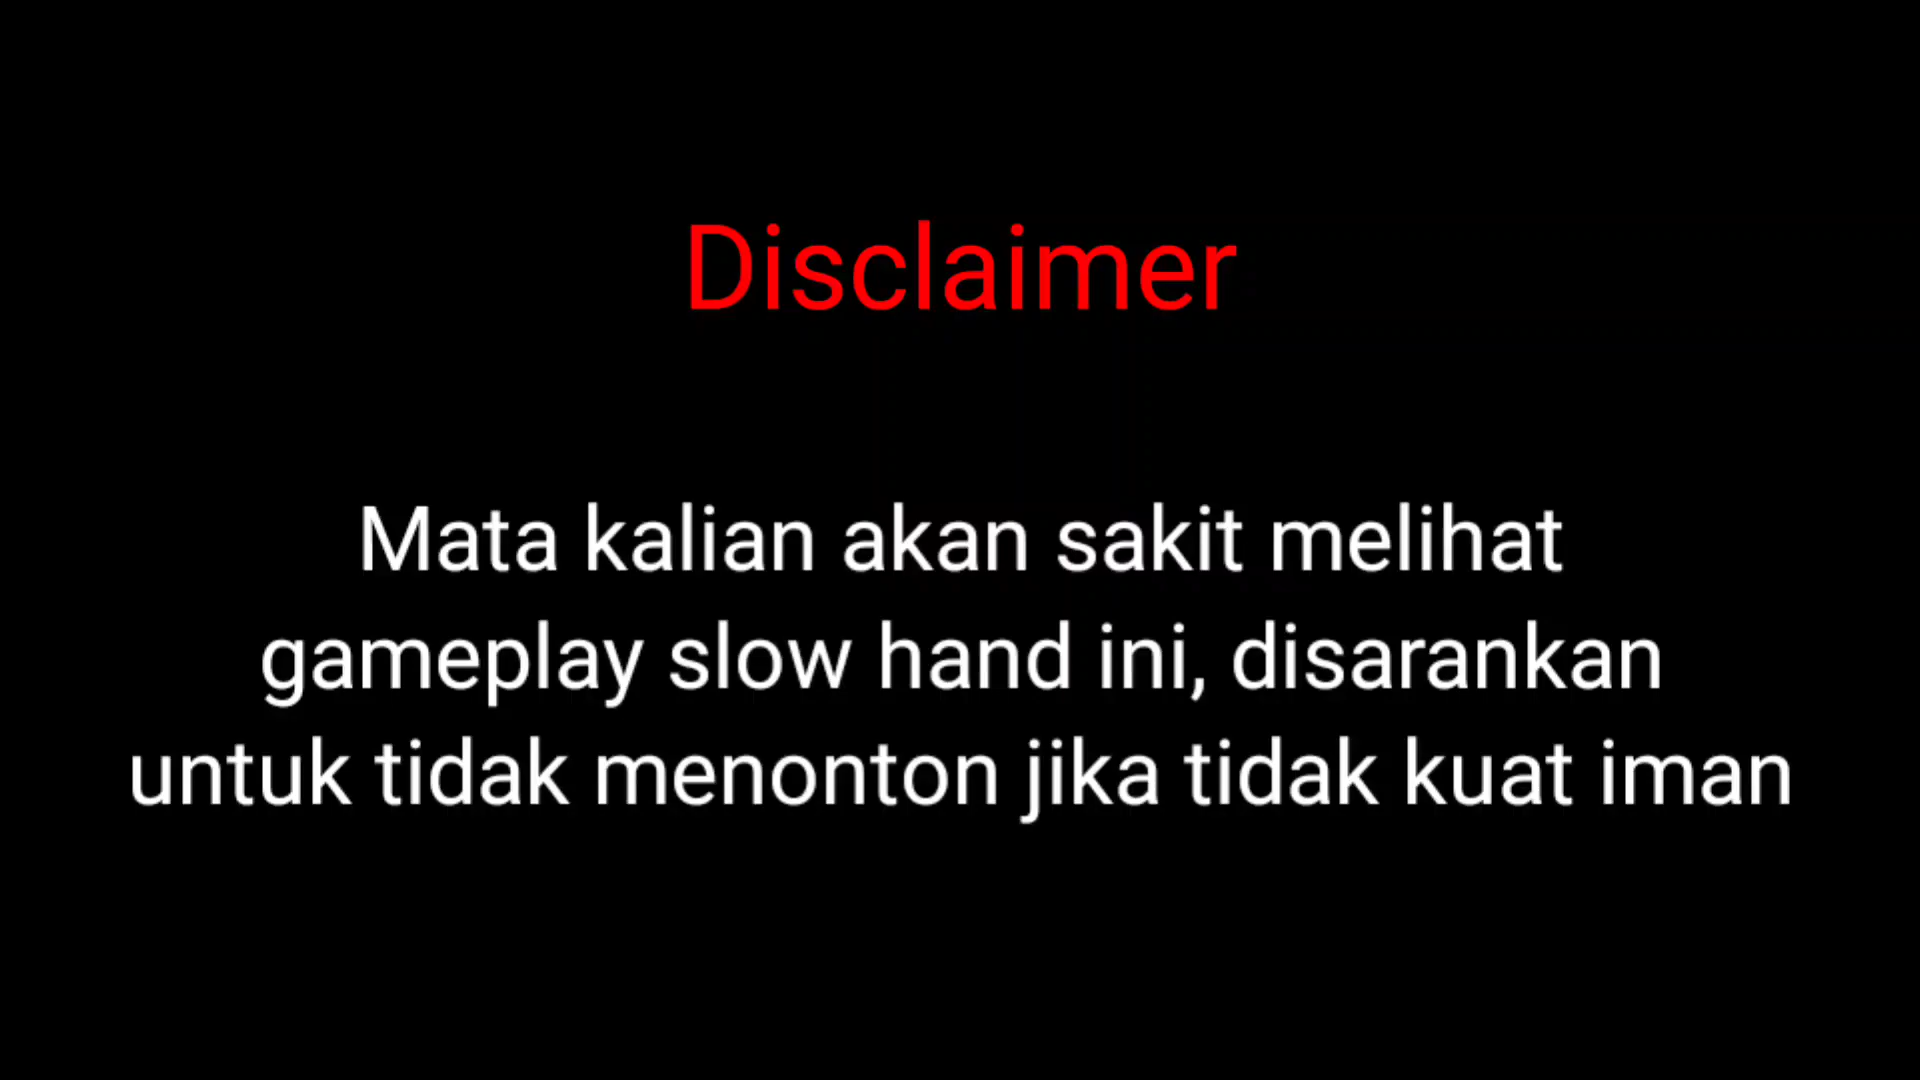 Disclaimer
Mata kalian akan sakit melihat
gameplay slow hand ini, disarankan
untuk tidak menonton jika tidak kuat iman